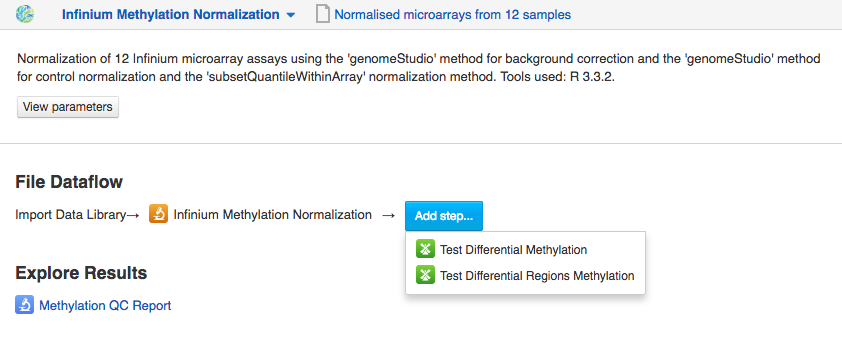 Infinium Methylation Normalization Normalised microarrays from 12 samples
Normalization of 12 Infinium microarray assays using the 'genomeStudio' method for background correction and the 'genomeStudio' method
for control normalization and the 'subsetQuantileWithinArray' normalization method. Tools used: R 3.3.2.
View parameters
File Dataflow
Import Data Library→ Infinium Methylation Normalization → Add step...
Test Differential Methylation
Test Differential Regions Methylation
Explore Results
Methylation QC Report